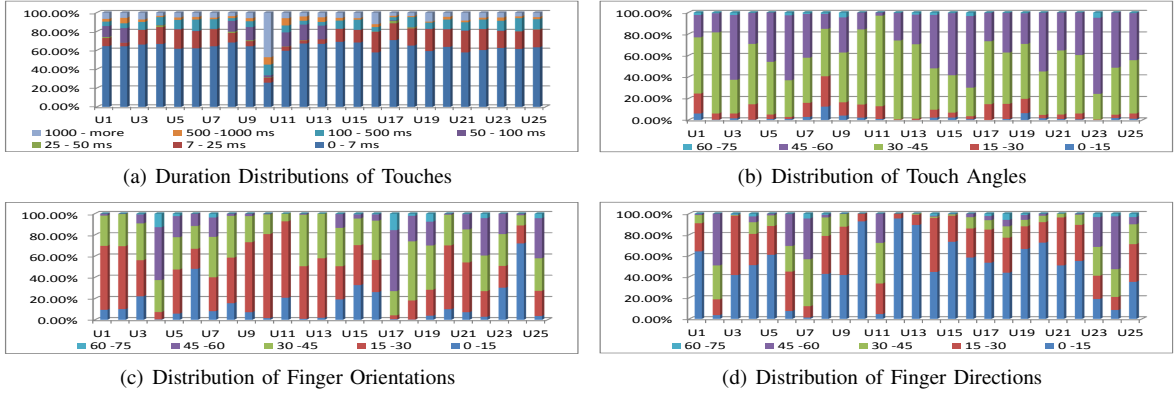 100.00%
80.00%
60.00%
40.00%
20.00%
0.00%
U1 U3 U5 U7 U9 U11 U13 U15 U17 U19 U21 U23 U25
1000 - more 500 -1000 ms 100 - 500 ms 50 - 100 ms
25 - 50 ms 7 - 25 ms 0 - 7 ms
(a) Duration Distributions of Touches
100.00%
80.00%
60.00%
40.00%
20.00%
0.00%
U1 U3 U5 U7 U9 U11 U13 U15 U17 U19 U21 U23 U25
60 -75 45 -60 30 -45 15 -30 0 -15
(b) Distribution of Touch Angles
100.00%
80.00%
60.00%
40.00%
20.00%
0.00%
U1 U3 U5 U7 U9 U11 U13 U15 U17 U19 U21 U23 U25
60 -75 45 -60 30 -45 15 -30 0 -15
(c) Distribution of Finger Orientations
100.00%
80.00%
60.00%
40.00%
20.00%
0.00%
U1 U3 U5 U7 U9 U11 U13 U15 U17 U19 U21 U23 U25
60 -75 45 -60 30 -45 15 -30 0 -15
(d) Distribution of Finger Directions